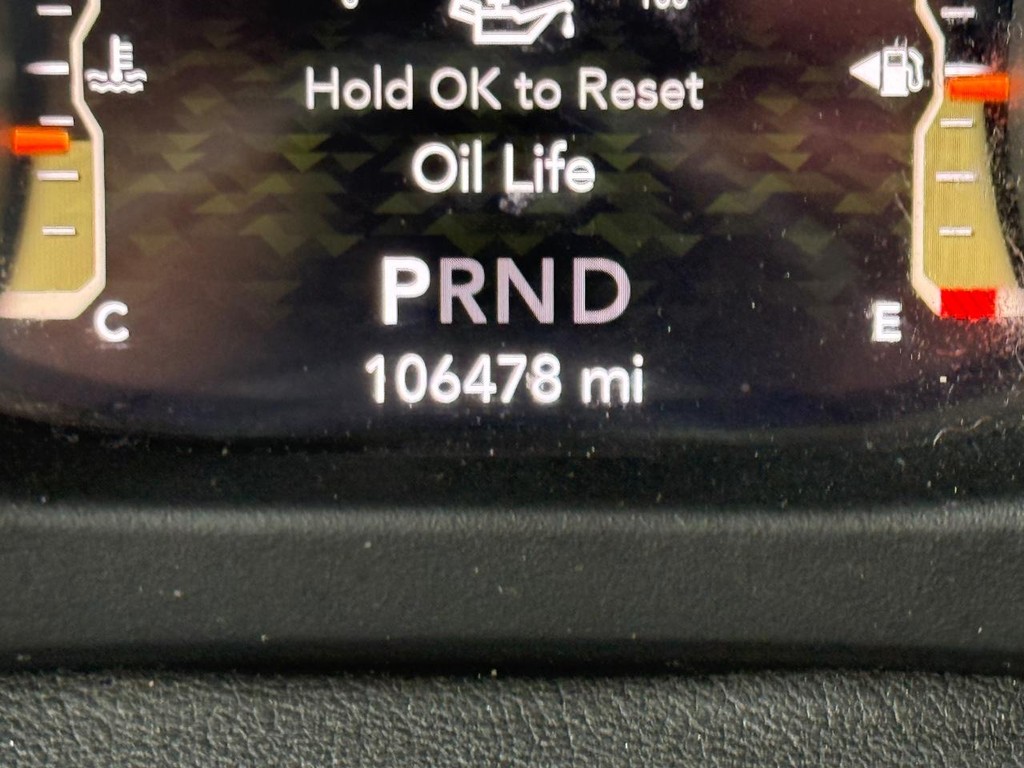 Hold OK to Reset
Oil Life
PRND
C
E
106478 mi